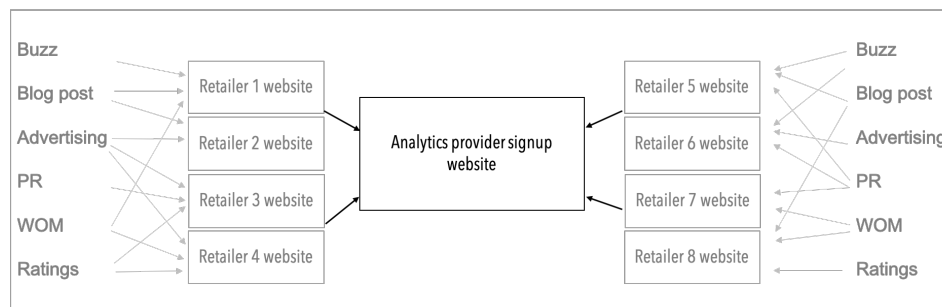 Buzz
Blog post
Advertising
PR
WOM
Ratings
Retailer 1 website
Retailer 2 website
Retailer 3 website
Retailer 4 website
Analytics provider signup
website
Retailer 5 website
Retailer 6 website
Retailer 7 website
Retailer 8 website
Buzz
Blog post
Advertising
PR
WOM
Ratings